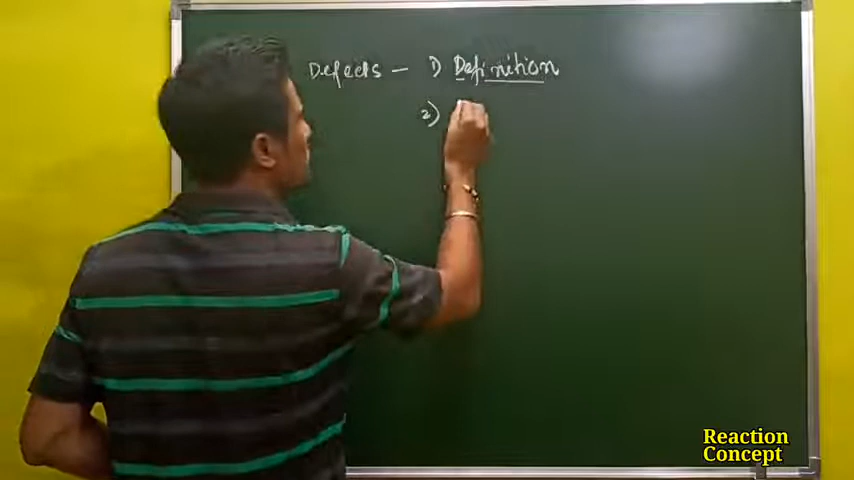 Defects - 1) Definition
2)
Reaction
Concept